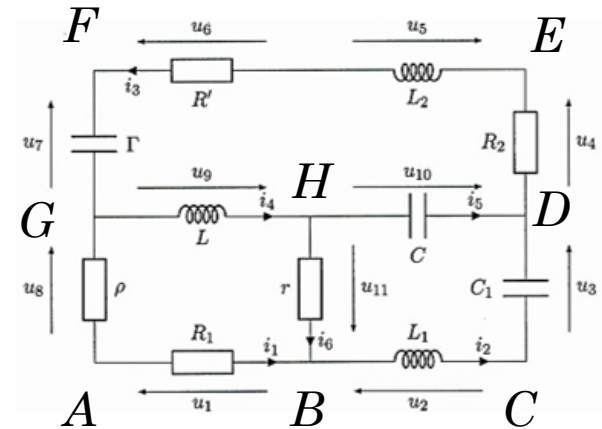 F u₆ u₅ E
i₃ R′ L₂
u₇ Γ R₂ u₄
u₉ H u₁₀
G i₄ i₅ D
L C
u₈ ρ r u₁₁ C₁ u₃
R₁ i₁ i₆ L₁ i₂
A u₁ B u₂ C